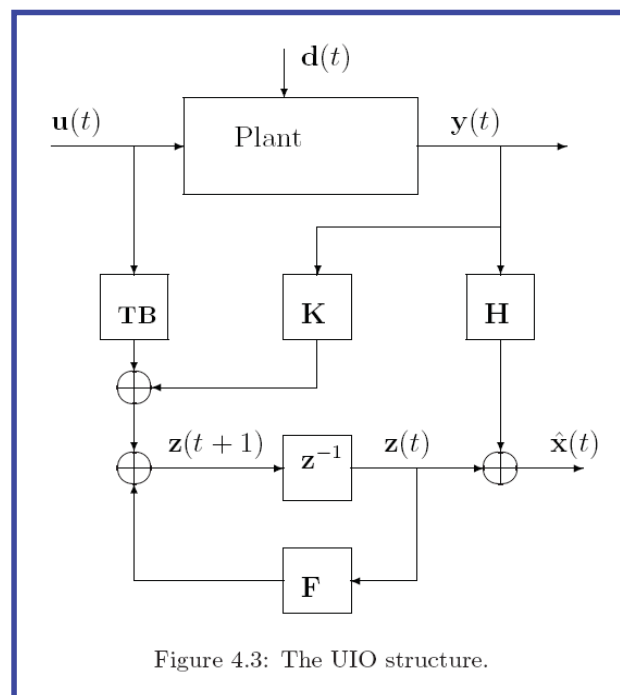 d(t)
u(t)
Plant
y(t)
TB
K
H
z(t + 1)
z⁻¹
z(t)
x̂(t)
F
Figure 4.3: The UIO structure.